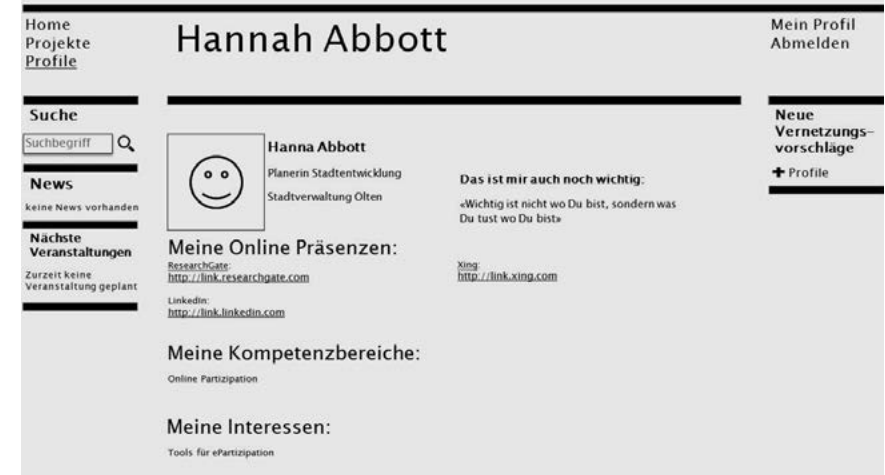 Home
Projekte
Profile
Hannah Abbott
Mein Profil
Abmelden
Suche
Suchbegriff
News
keine News vorhanden
Nächste
Veranstaltungen
Zurzeit keine
Veranstaltung geplant
Hanna Abbott
Planerin Stadtentwicklung
Stadtverwaltung Olten
Das ist mir auch noch wichtig:
«Wichtig ist nicht wo Du bist, sondern was
Du tust wo Du bist»
Meine Online Präsenzen:
ResearchGate:
http://link.researchgate.com
Xing:
http://link.xing.com
Linkedin:
http://link.linkedin.com
Meine Kompetenzbereiche:
Online Partizipation
Meine Interessen:
Tools für ePartizipation
Neue
Vernetzungs-
vorschläge
+ Profile